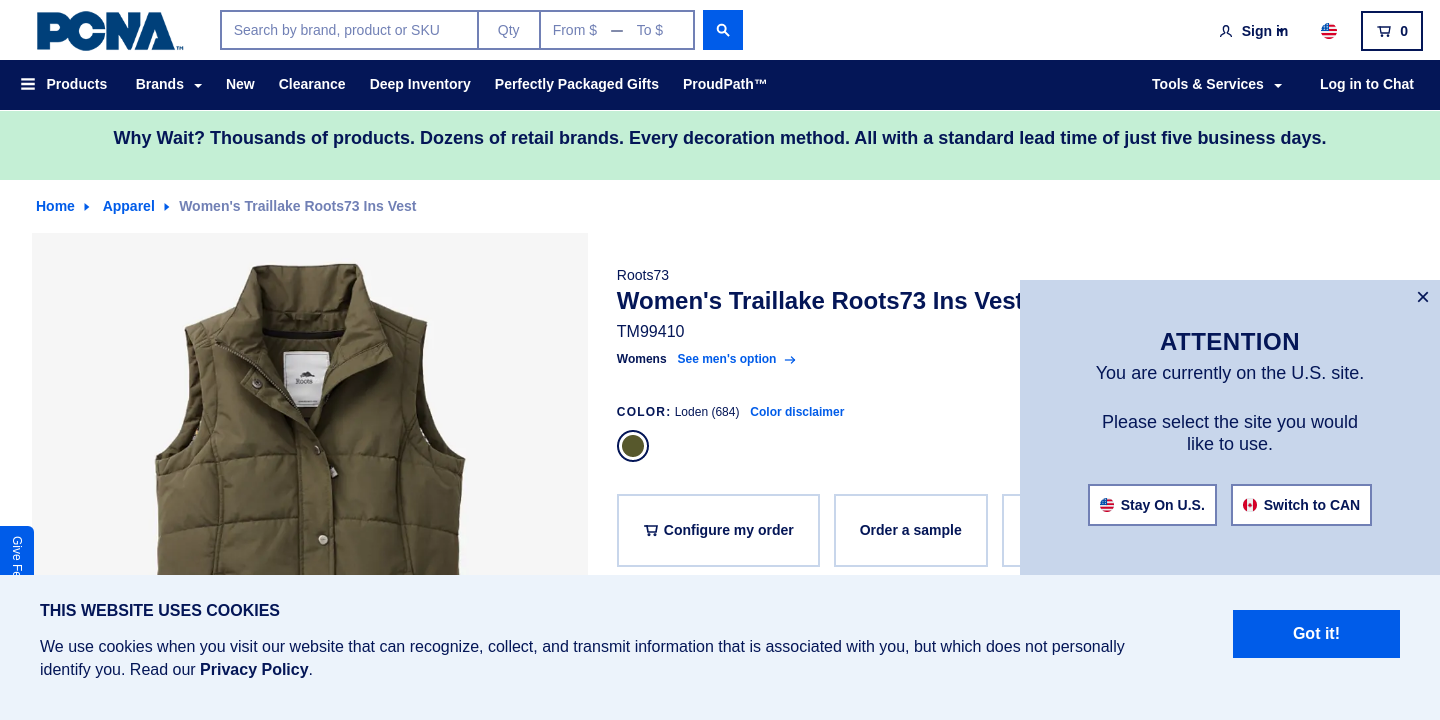 PCNA™
Search by brand, product or SKU
Qty
From $ — To $
Sign in
0
Products
Brands
New
Clearance
Deep Inventory
Perfectly Packaged Gifts
ProudPath™
Tools & Services
Log in to Chat
Why Wait? Thousands of products. Dozens of retail brands. Every decoration method. All with a standard lead time of just five business days.
Home
Apparel
Women's Traillake Roots73 Ins Vest
Roots
Roots73
Women's Traillake Roots73 Ins Vest
TM99410
Womens See men's option
COLOR: Loden (684) Color disclaimer
Configure my order
Order a sample
×
ATTENTION
You are currently on the U.S. site.
Please select the site you would
like to use.
Stay On U.S.
Switch to CAN
Give Fe
THIS WEBSITE USES COOKIES
We use cookies when you visit our website that can recognize, collect, and transmit information that is associated with you, but which does not personally
identify you. Read our Privacy Policy.
Got it!